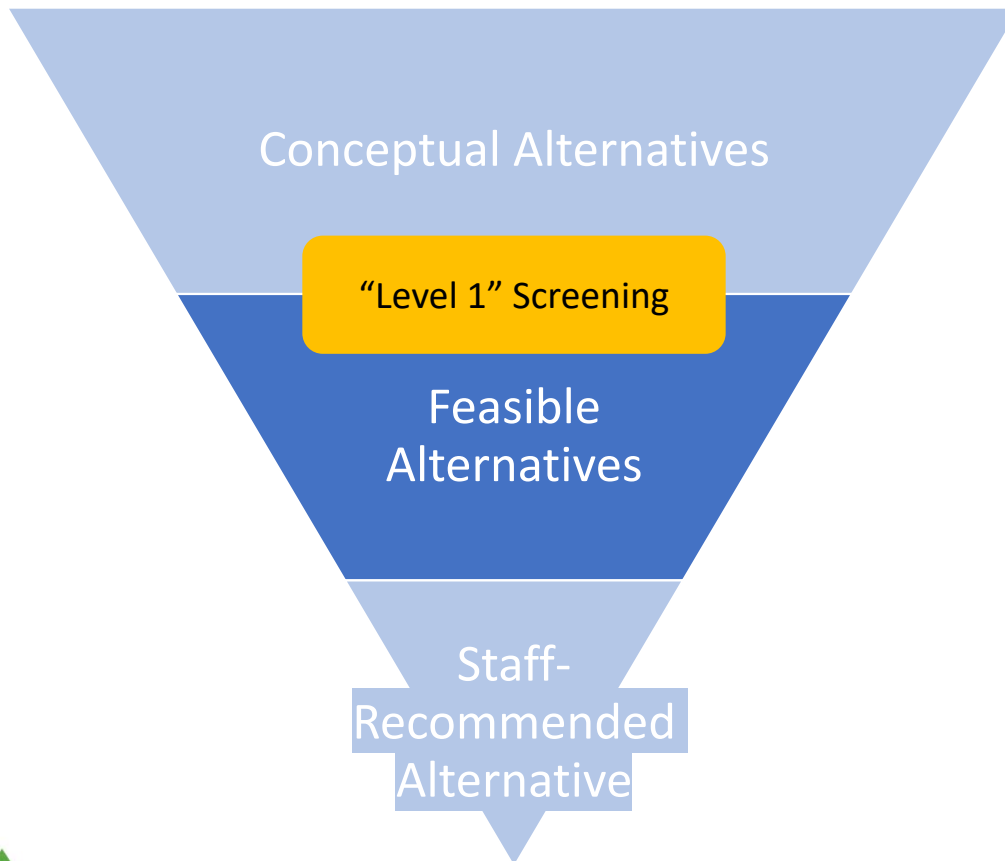 Conceptual Alternatives
“Level 1” Screening
Feasible
Alternatives
Staff-
Recommended
Alternative